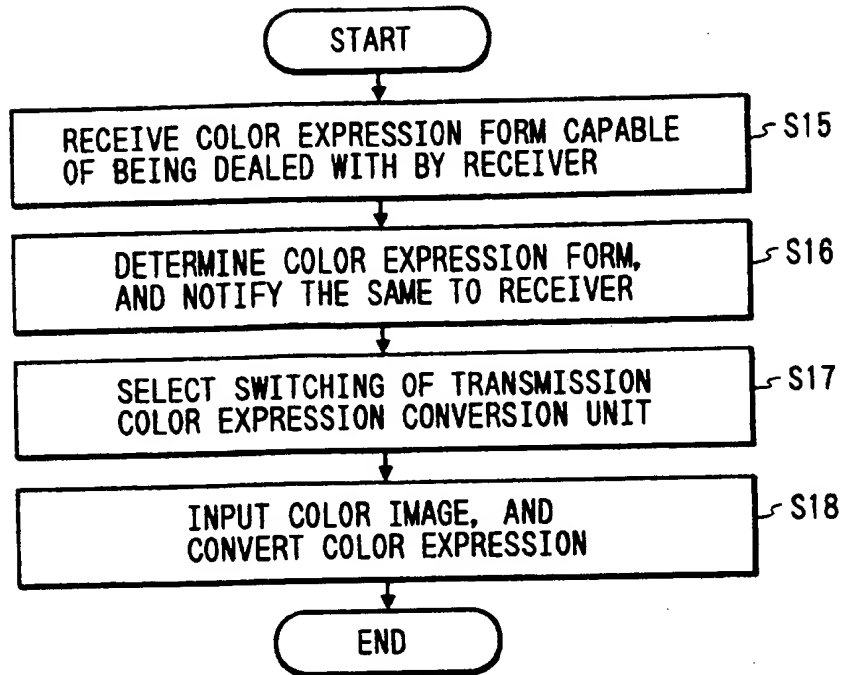 START
RECEIVE COLOR EXPRESSION FORM CAPABLE
OF BEING DEALED WITH BY RECEIVER
S15
DETERMINE COLOR EXPRESSION FORM,
AND NOTIFY THE SAME TO RECEIVER
S16
SELECT SWITCHING OF TRANSMISSION
COLOR EXPRESSION CONVERSION UNIT
S17
INPUT COLOR IMAGE, AND
CONVERT COLOR EXPRESSION
S18
END